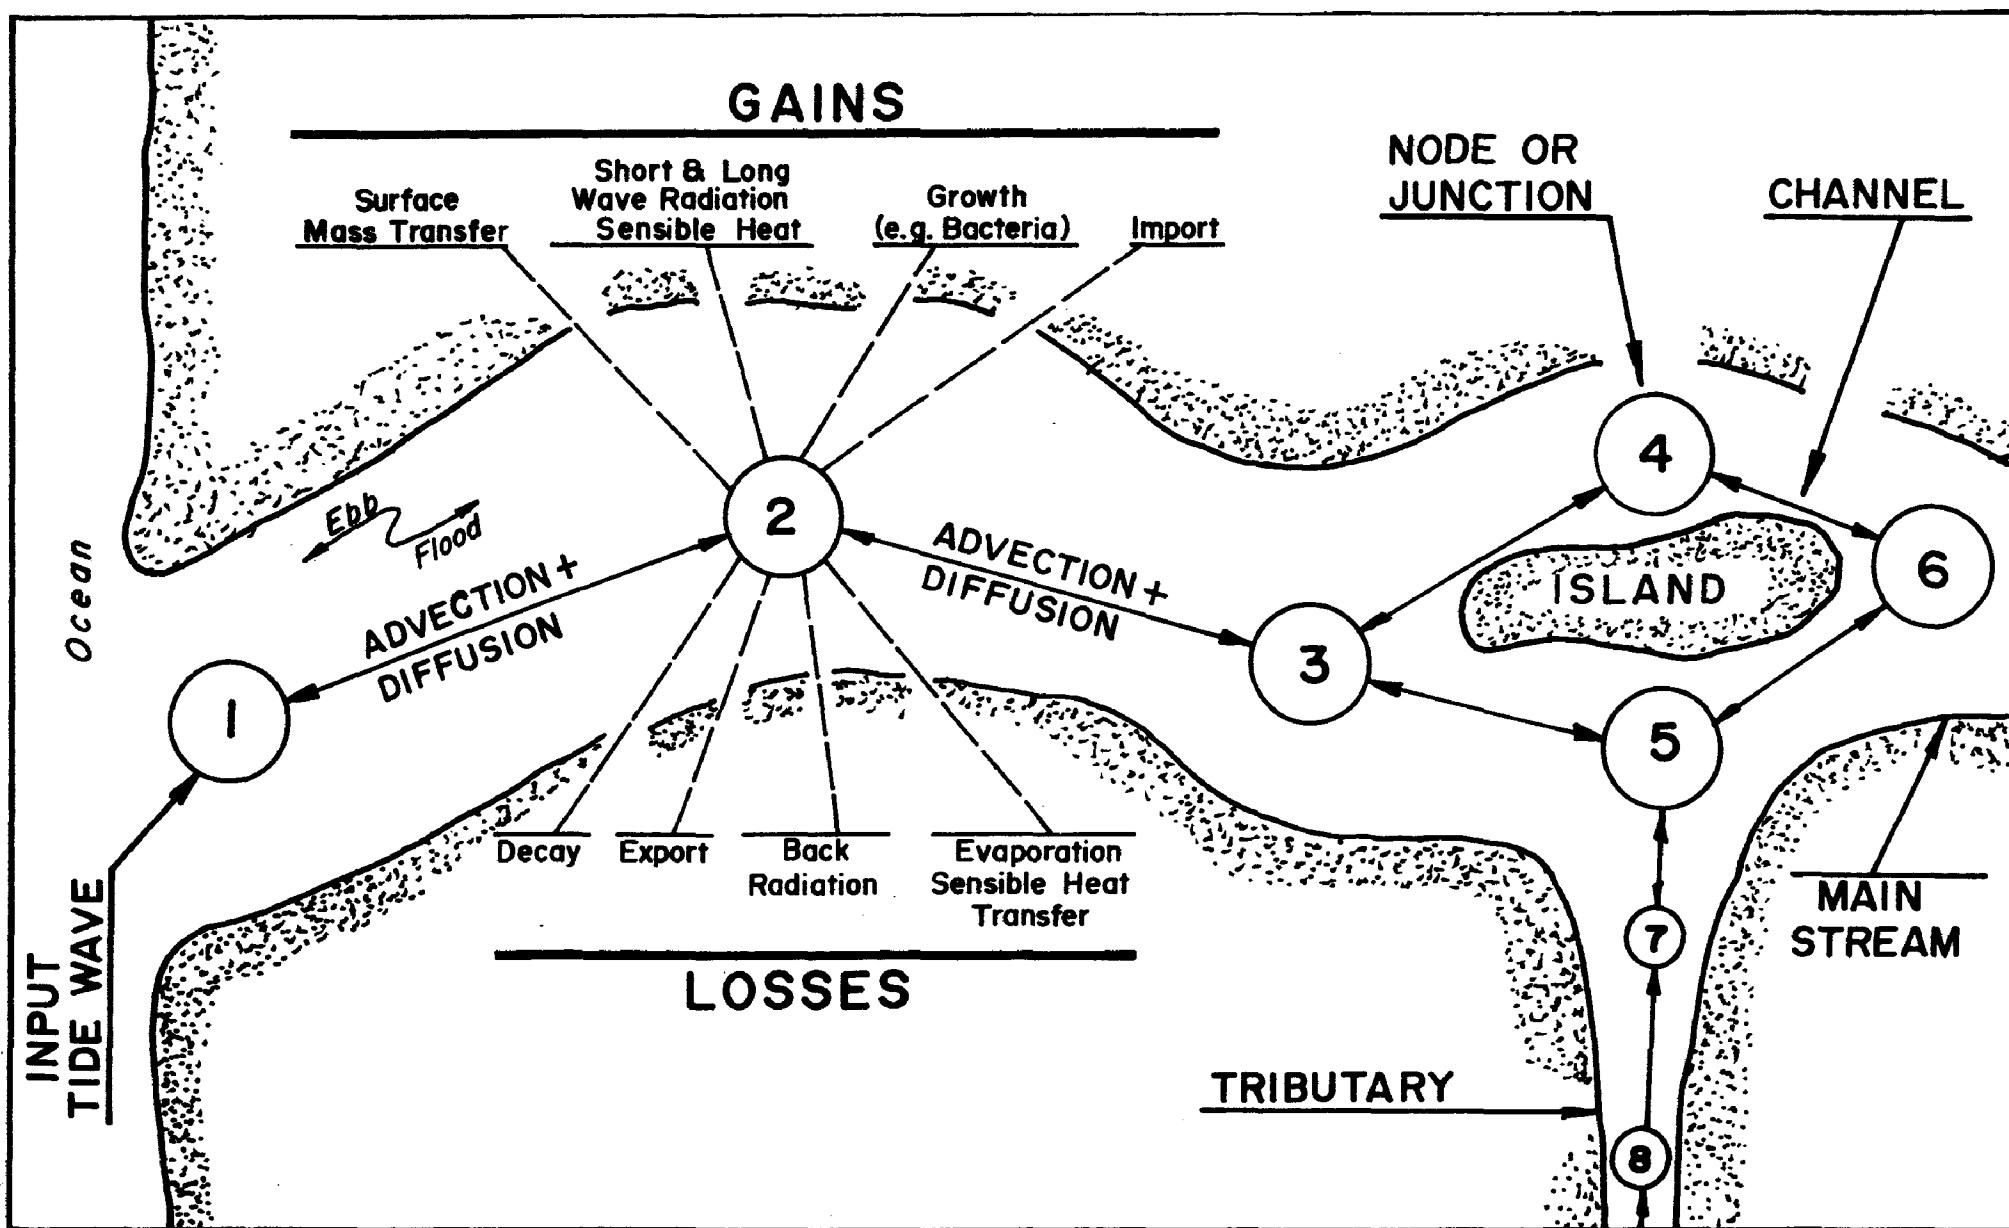 GAINS
Surface
Mass Transfer
Short & Long
Wave Radiation
Sensible Heat
Growth
(e.g. Bacteria)
Import
NODE OR
JUNCTION
CHANNEL
Ocean
Ebb
Flood
ADVECTION +
DIFFUSION
ADVECTION +
DIFFUSION
1
2
3
4
5
6
7
8
ISLAND
INPUT
TIDE WAVE
Decay
Export
Back
Radiation
Evaporation
Sensible Heat
Transfer
LOSSES
MAIN
STREAM
TRIBUTARY